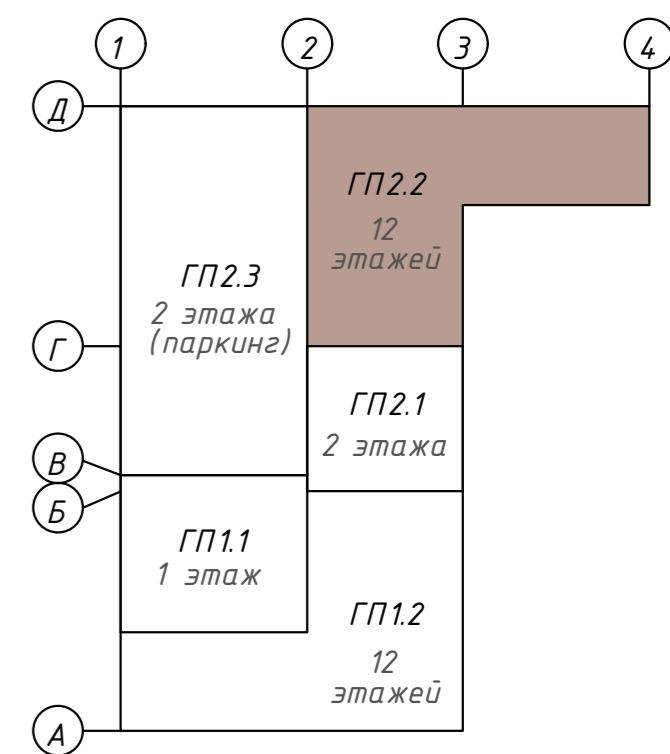 1
2
3
4
Д
ГП2.2
12
этажей
ГП2.3
2 этажа
(паркинг)
Г
ГП2.1
2 этажа
В
Б
ГП1.1
1 этаж
ГП1.2
12
этажей
А